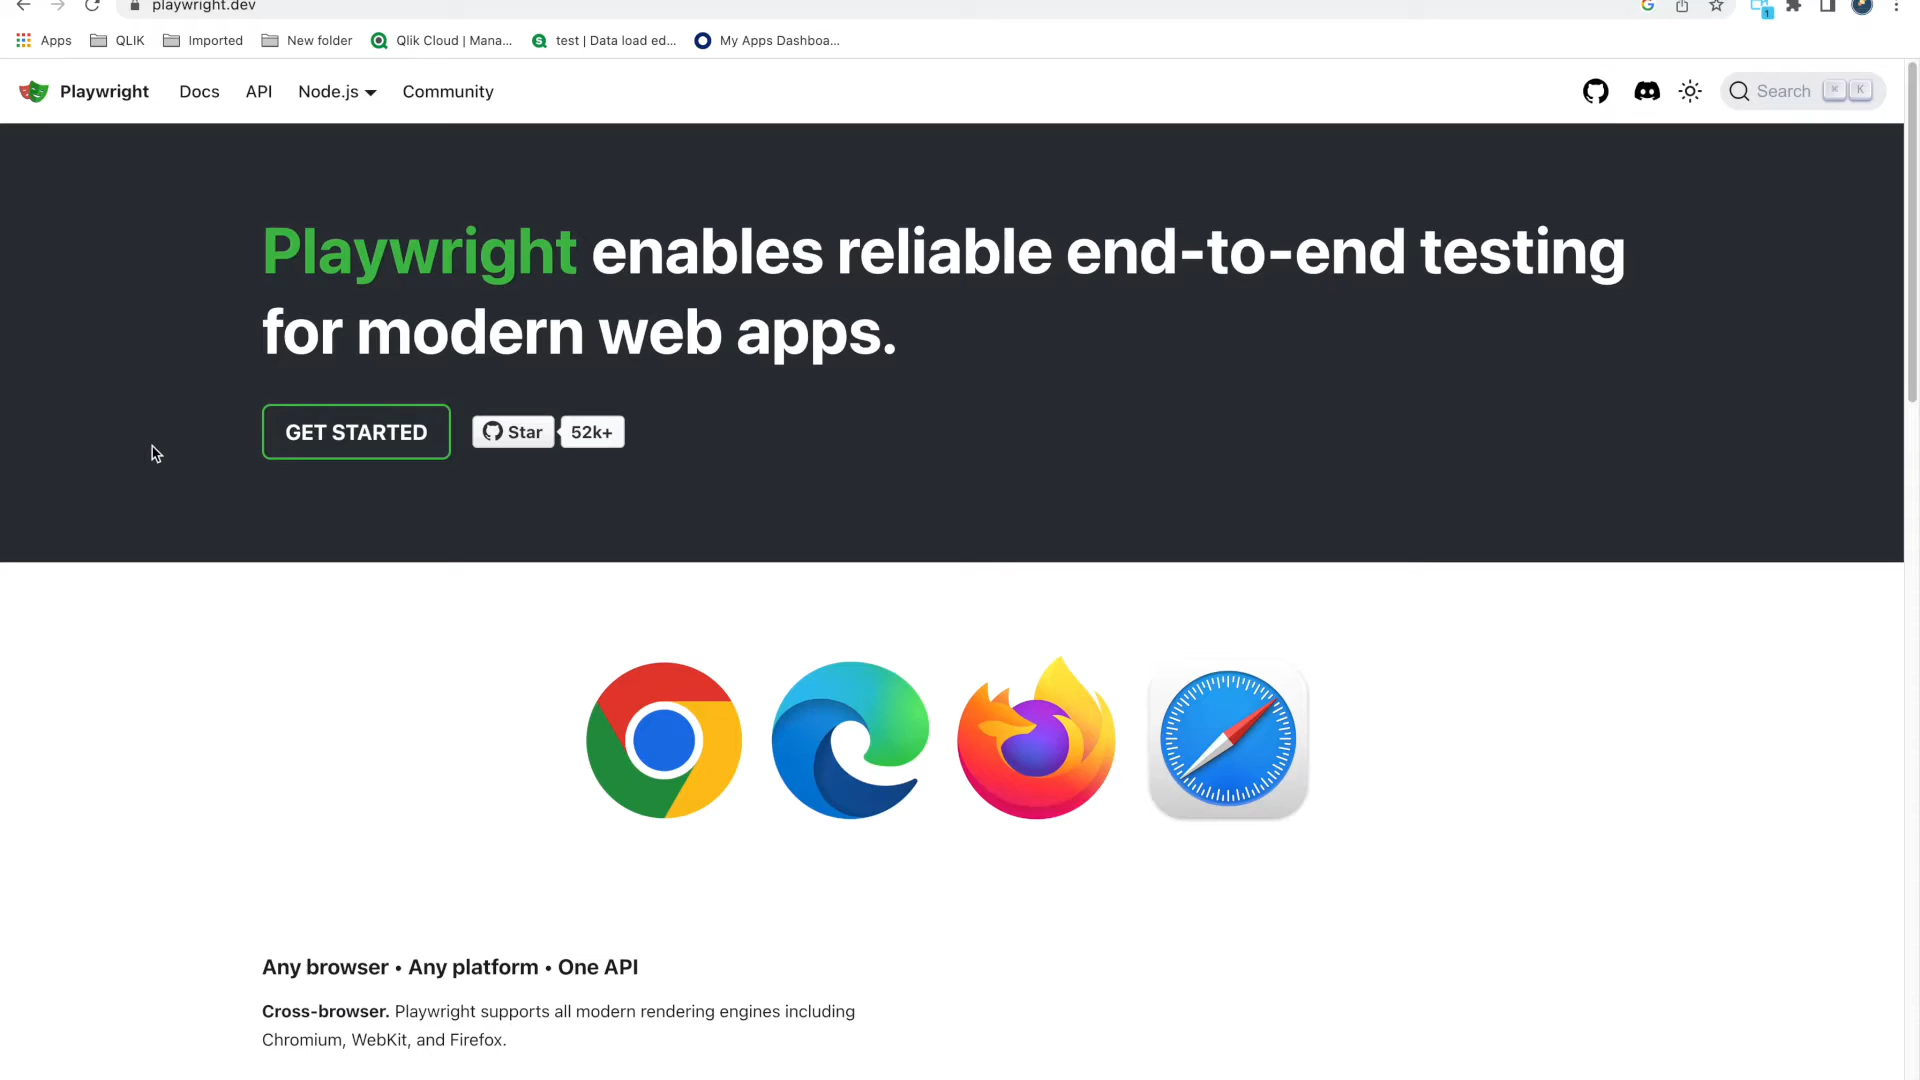 playwright.dev
1
Apps QLIK Imported New folder Qlik Cloud | Mana... test | Data load ed... My Apps Dashboa...
Playwright Docs API Node.js Community Search ⌘ K
Playwright enables reliable end-to-end testing
for modern web apps.
GET STARTED Star 52k+
Any browser • Any platform • One API
Cross-browser. Playwright supports all modern rendering engines including
Chromium, WebKit, and Firefox.